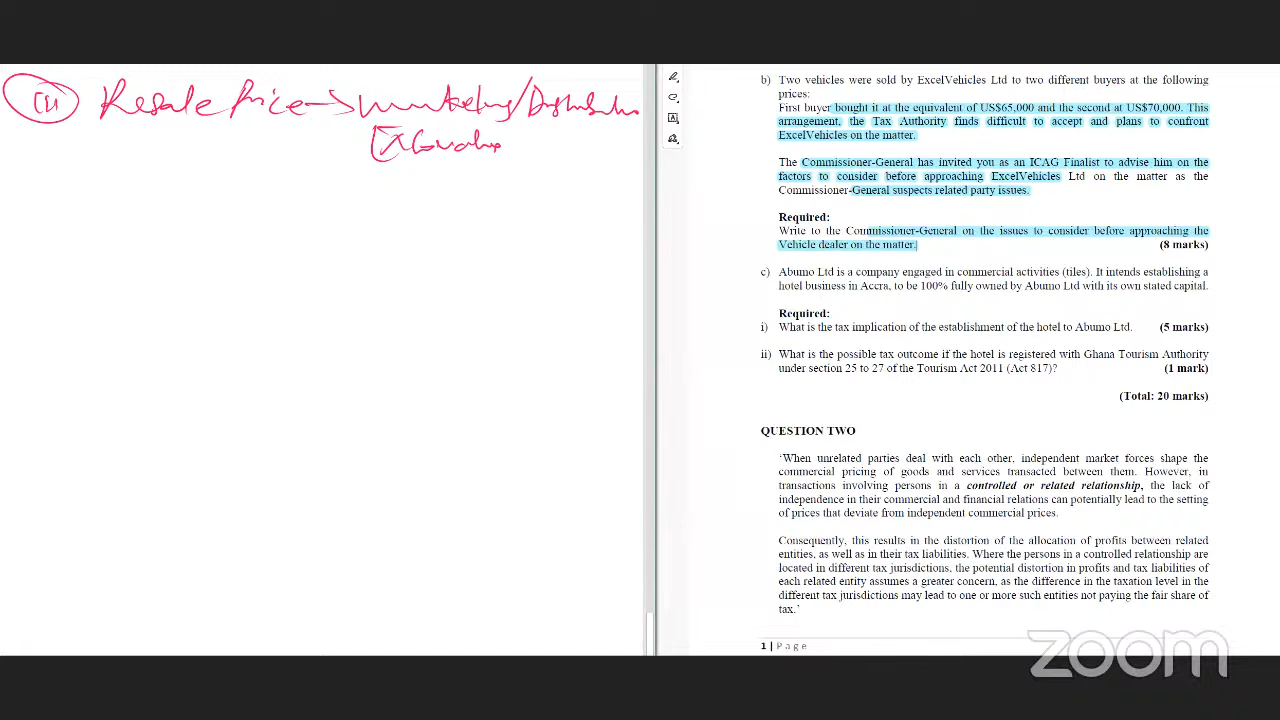 (ii) Resale Price → Marketing / Distribution
b) Two vehicles were sold by ExcelVehicles Ltd to two different buyers at the following
prices:
First buyer bought it at the equivalent of US$65,000 and the second at US$70,000. This
arrangement, the Tax Authority finds difficult to accept and plans to confront
ExcelVehicles on the matter.
The Commissioner-General has invited you as an ICAG Finalist to advise him on the
factors to consider before approaching ExcelVehicles Ltd on the matter as the
Commissioner-General suspects related party issues.
Required:
Write to the Commissioner-General on the issues to consider before approaching the
Vehicle dealer on the matter. (8 marks)
c) Abumo Ltd is a company engaged in commercial activities (tiles). It intends establishing a
hotel business in Accra, to be 100% fully owned by Abumo Ltd with its own stated capital.
Required:
i) What is the tax implication of the establishment of the hotel to Abumo Ltd. (5 marks)
ii) What is the possible tax outcome if the hotel is registered with Ghana Tourism Authority
under section 25 to 27 of the Tourism Act 2011 (Act 817)? (1 mark)
(Total: 20 marks)
QUESTION TWO
‘When unrelated parties deal with each other, independent market forces shape the
commercial pricing of goods and services transacted between them. However, in
transactions involving persons in a controlled or related relationship, the lack of
independence in their commercial and financial relations can potentially lead to the setting
of prices that deviate from independent commercial prices.
Consequently, this results in the distortion of the allocation of profits between related
entities, as well as in their tax liabilities. Where the persons in a controlled relationship are
located in different tax jurisdictions, the potential distortion in profits and tax liabilities of
each related entity assumes a greater concern, as the difference in the taxation level in the
different tax jurisdictions may lead to one or more such entities not paying the fair share of
tax.’
1 | Page
zoom